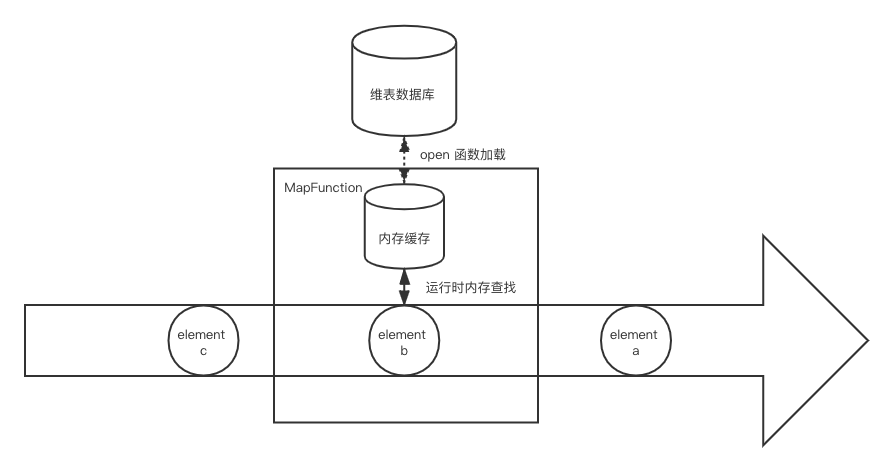 维表数据库
open 函数加载
MapFunction
内存缓存
运行时内存查找
element
c
element
b
element
a